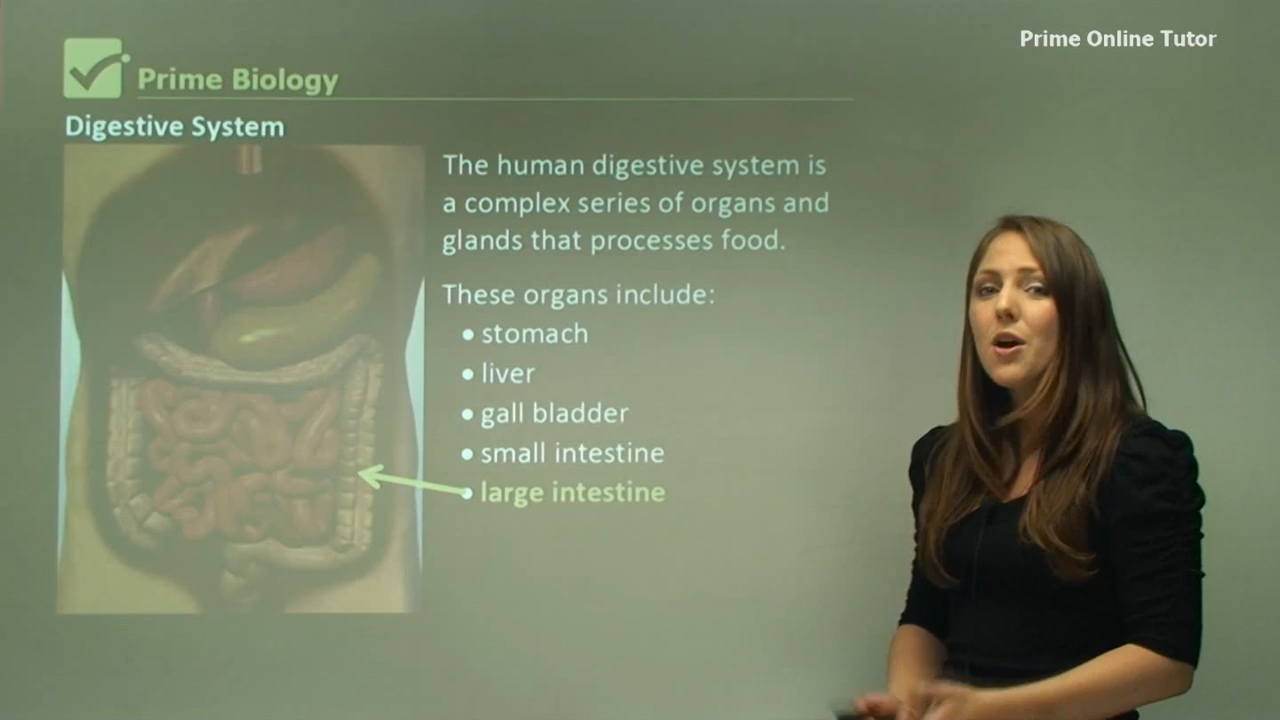 Prime Online Tutor
Prime Biology
Digestive System
The human digestive system is
a complex series of organs and
glands that processes food.
These organs include:
• stomach
• liver
• gall bladder
• small intestine
• large intestine